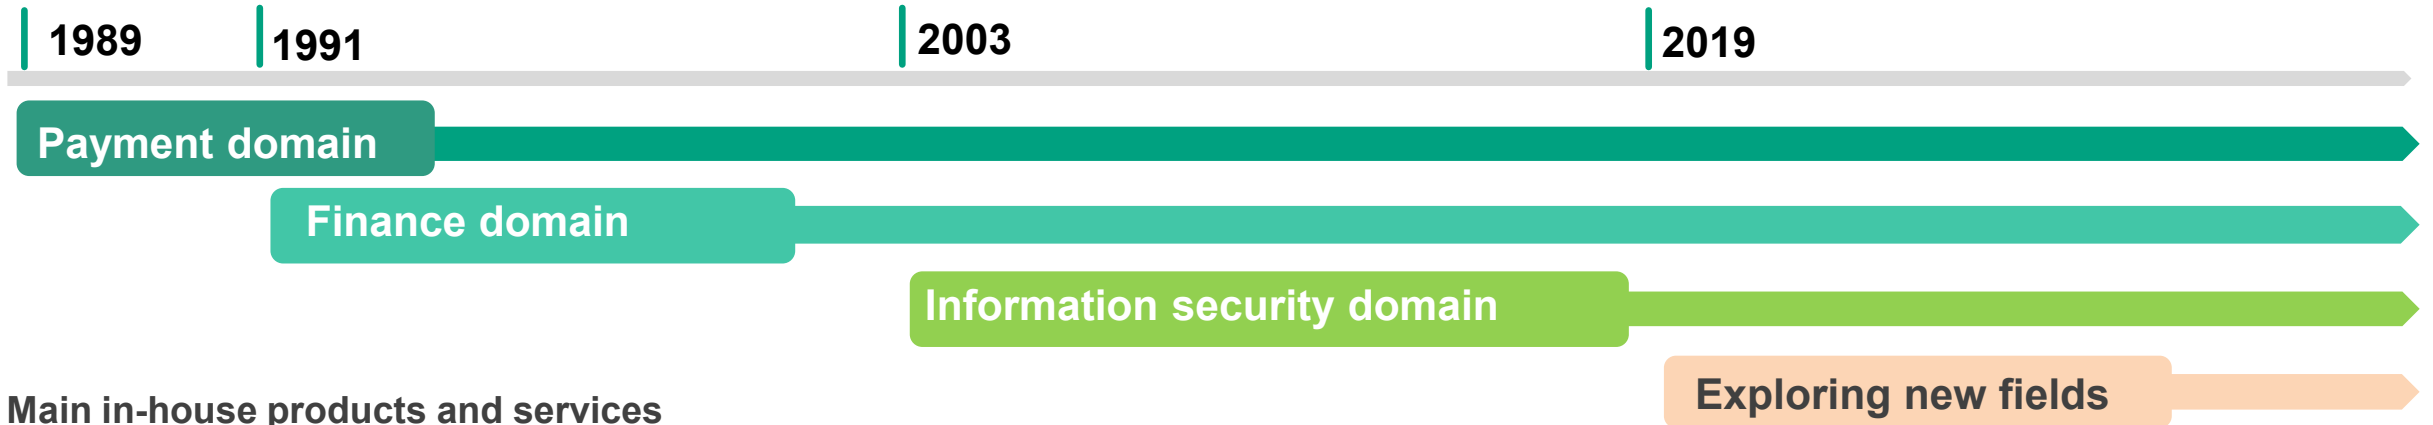 1989
1991
2003
2019
Payment domain
Finance domain
Information security domain
Exploring new fields
Main in-house products and services